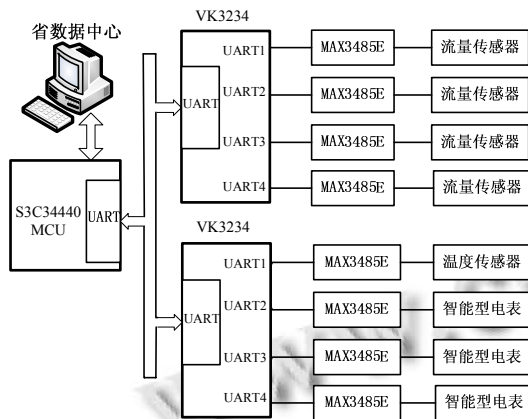 省数据中心
S3C34440
MCU
UART
VK3234
UART
UART1
UART2
UART3
UART4
MAX3485E
流量传感器
MAX3485E
流量传感器
MAX3485E
流量传感器
MAX3485E
流量传感器
VK3234
UART
UART1
UART2
UART3
UART4
MAX3485E
温度传感器
MAX3485E
智能型电表
MAX3485E
智能型电表
MAX3485E
智能型电表